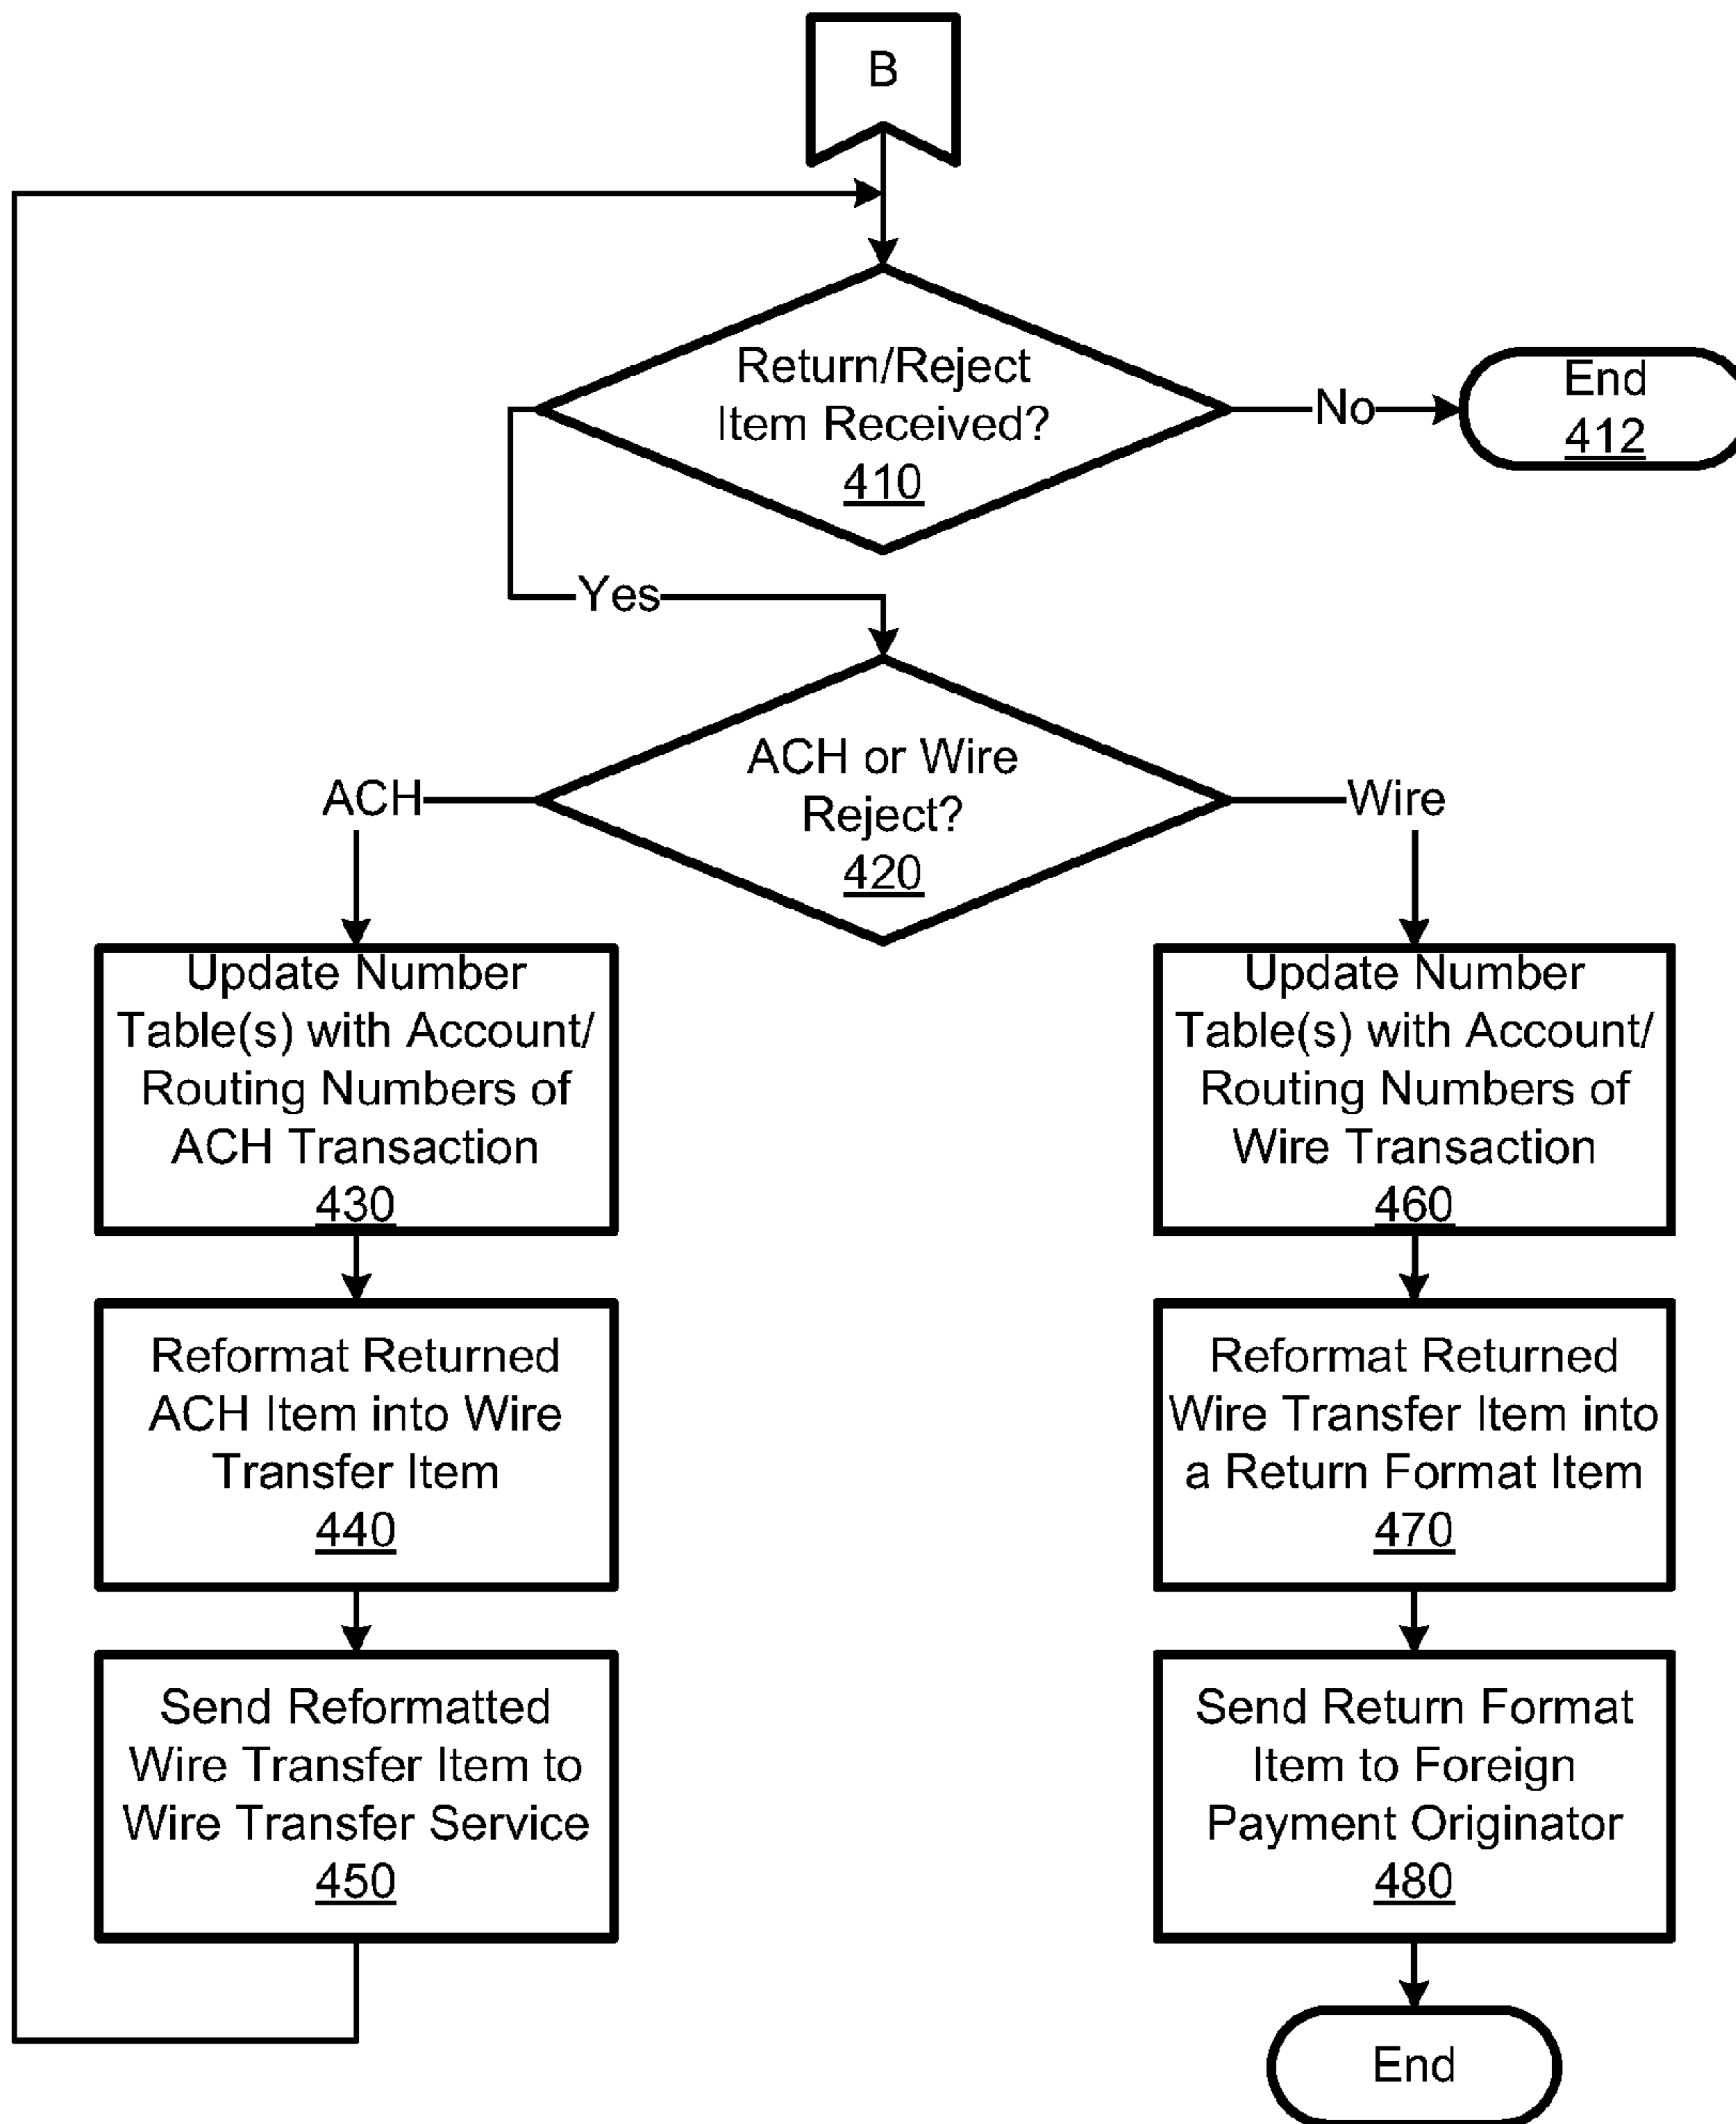 B
Return/Reject
Item Received?
410
No
End
412
Yes
ACH or Wire
Reject?
420
ACH
Wire
Update Number
Table(s) with Account/
Routing Numbers of
ACH Transaction
430
Update Number
Table(s) with Account/
Routing Numbers of
Wire Transaction
460
Reformat Returned
ACH Item into Wire
Transfer Item
440
Reformat Returned
Wire Transfer Item into
a Return Format Item
470
Send Reformatted
Wire Transfer Item to
Wire Transfer Service
450
Send Return Format
Item to Foreign
Payment Originator
480
End